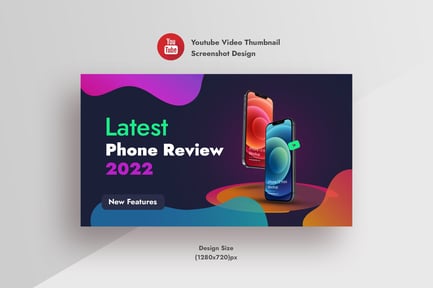 You
Tube
Youtube Video Thumbnail
Screenshot Design
Latest
Phone Review
2022
New Features
Design Size
(1280x720)px